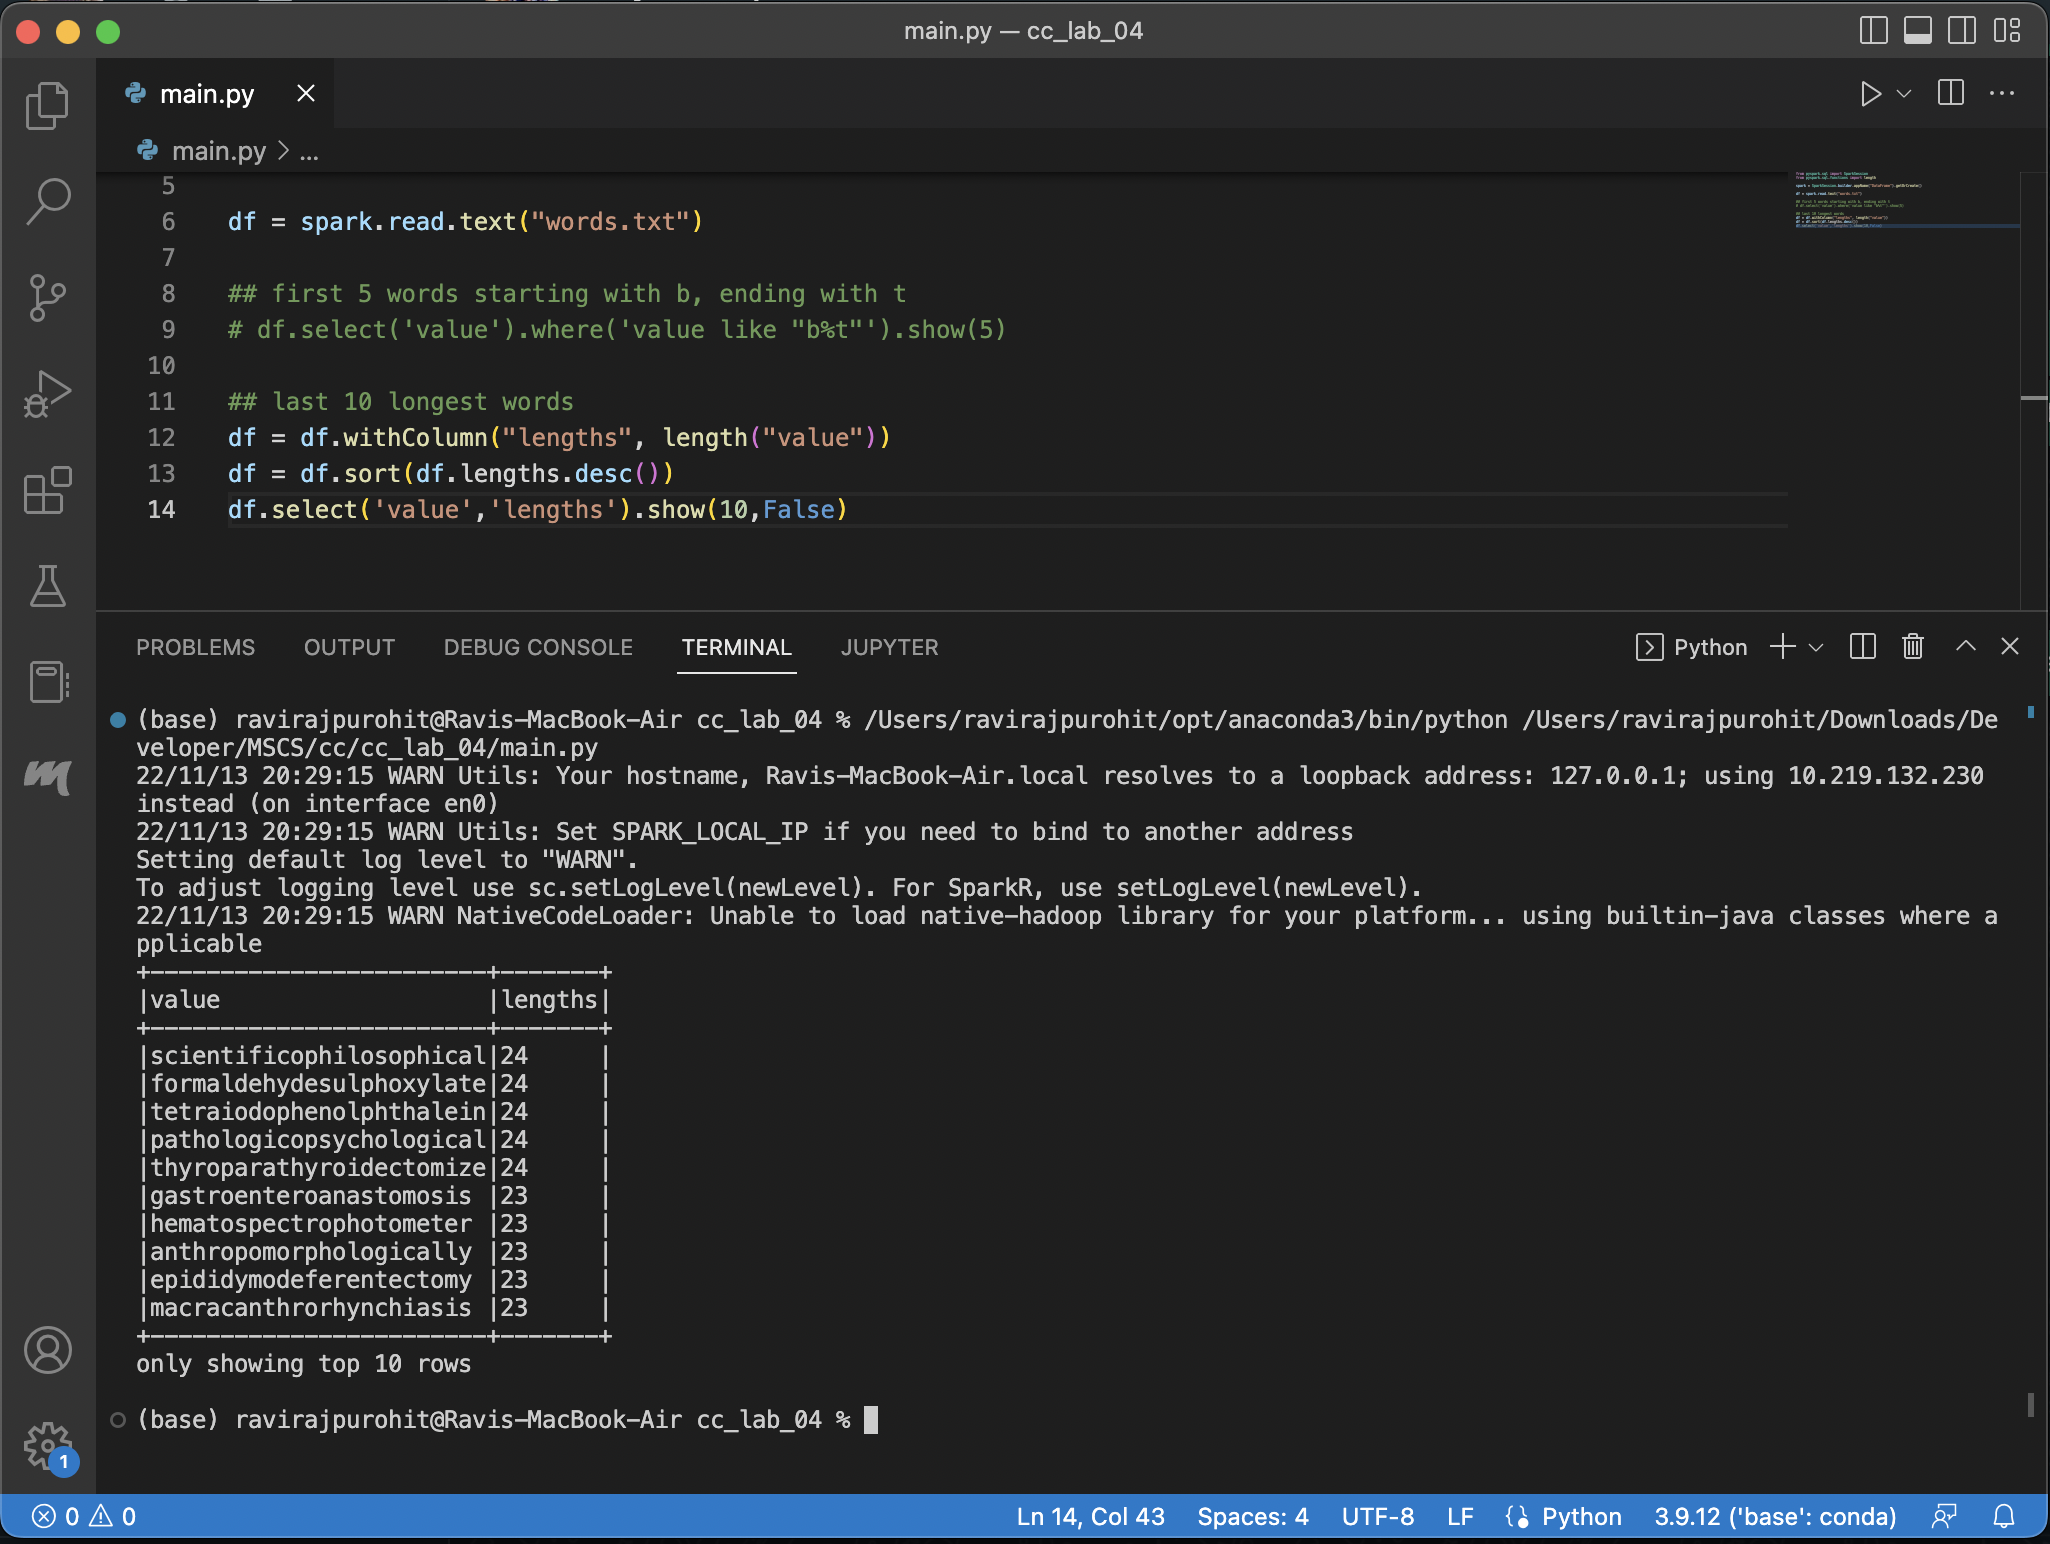 main.py — cc_lab_04
main.py
main.py > ...
5
6 df = spark.read.text("words.txt")
7
8 ## first 5 words starting with b, ending with t
9 # df.select('value').where('value like "b%t"').show(5)
10
11 ## last 10 longest words
12 df = df.withColumn("lengths", length("value"))
13 df = df.sort(df.lengths.desc())
14 df.select('value','lengths').show(10,False)
PROBLEMS OUTPUT DEBUG CONSOLE TERMINAL JUPYTER Python
(base) ravirajpurohit@Ravis-MacBook-Air cc_lab_04 % /Users/ravirajpurohit/opt/anaconda3/bin/python /Users/ravirajpurohit/Downloads/De
veloper/MSCS/cc/cc_lab_04/main.py
22/11/13 20:29:15 WARN Utils: Your hostname, Ravis-MacBook-Air.local resolves to a loopback address: 127.0.0.1; using 10.219.132.230
instead (on interface en0)
22/11/13 20:29:15 WARN Utils: Set SPARK_LOCAL_IP if you need to bind to another address
Setting default log level to "WARN".
To adjust logging level use sc.setLogLevel(newLevel). For SparkR, use setLogLevel(newLevel).
22/11/13 20:29:15 WARN NativeCodeLoader: Unable to load native-hadoop library for your platform... using builtin-java classes where a
pplicable
+------------------------+-------+
|value                   |lengths|
+------------------------+-------+
|scientificophilosophical|24     |
|formaldehydesulphoxylate|24     |
|tetraiodophenolphthalein|24     |
|pathologicopsychological|24     |
|thyroparathyroidectomize|24     |
|gastroenteroanastomosis |23     |
|hematospectrophotometer |23     |
|anthropomorphologically |23     |
|epididymodeferentectomy |23     |
|macracanthrorhynchiasis |23     |
+------------------------+-------+
only showing top 10 rows
(base) ravirajpurohit@Ravis-MacBook-Air cc_lab_04 %
1
0 0 Ln 14, Col 43 Spaces: 4 UTF-8 LF Python 3.9.12 ('base': conda)